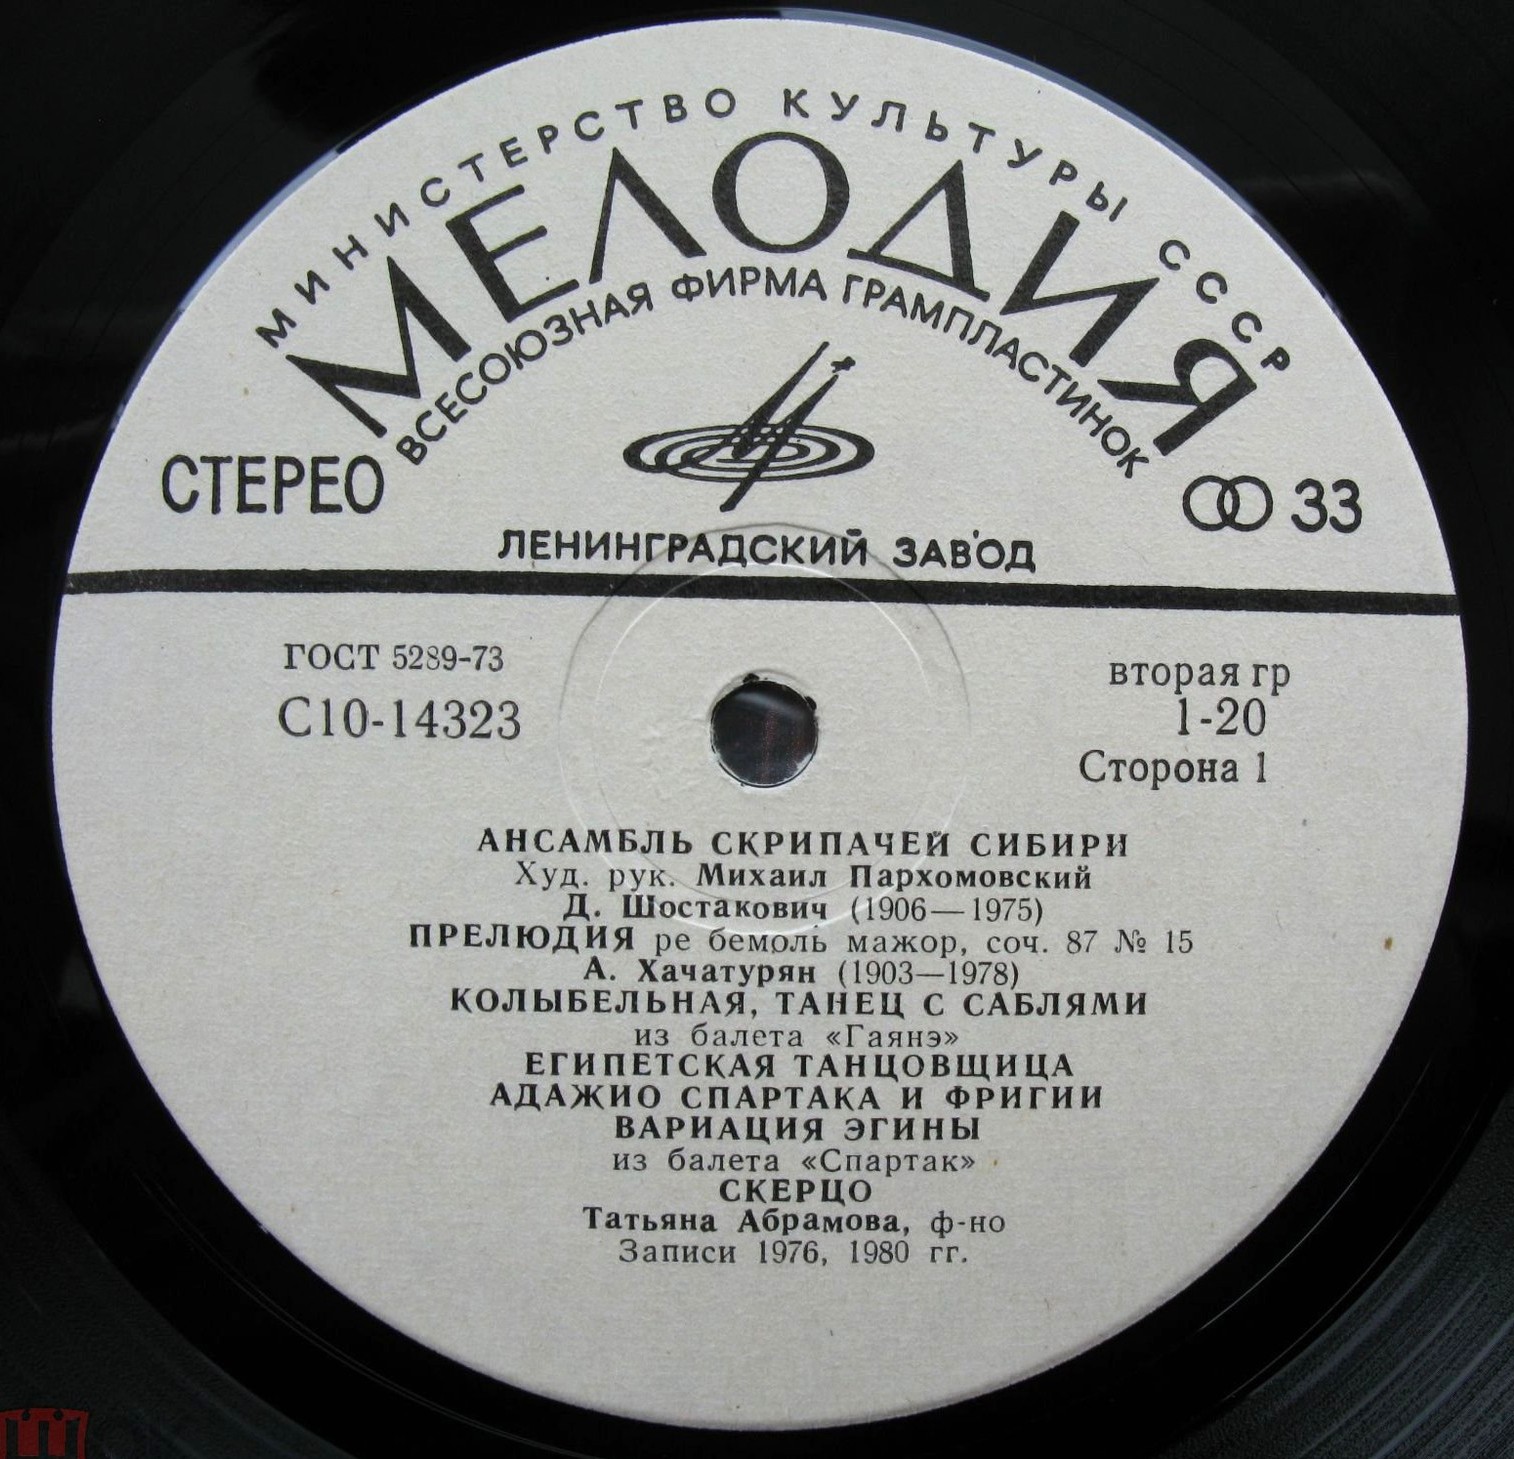 МИНИСТЕРСТВО КУЛЬТУРЫ СССР
МЕЛОДИЯ
ВСЕСОЮЗНАЯ ФИРМА ГРАМПЛАСТИНОК
СТЕРЕО
33
ЛЕНИНГРАДСКИЙ ЗАВОД
ГОСТ 5289-73
С10-14323
вторая гр
1-20
Сторона 1
АНСАМБЛЬ СКРИПАЧЕЙ СИБИРИ
Худ. рук. Михаил Пархомовский
Д. Шостакович (1906—1975)
ПРЕЛЮДИЯ ре бемоль мажор, соч. 87 № 15
А. Хачатурян (1903—1978)
КОЛЫБЕЛЬНАЯ, ТАНЕЦ С САБЛЯМИ
из балета «Гаянэ»
ЕГИПЕТСКАЯ ТАНЦОВЩИЦА
АДАЖИО СПАРТАКА И ФРИГИИ
ВАРИАЦИЯ ЭГИНЫ
из балета «Спартак»
СКЕРЦО
Татьяна Абрамова, ф-но
Записи 1976, 1980 гг.